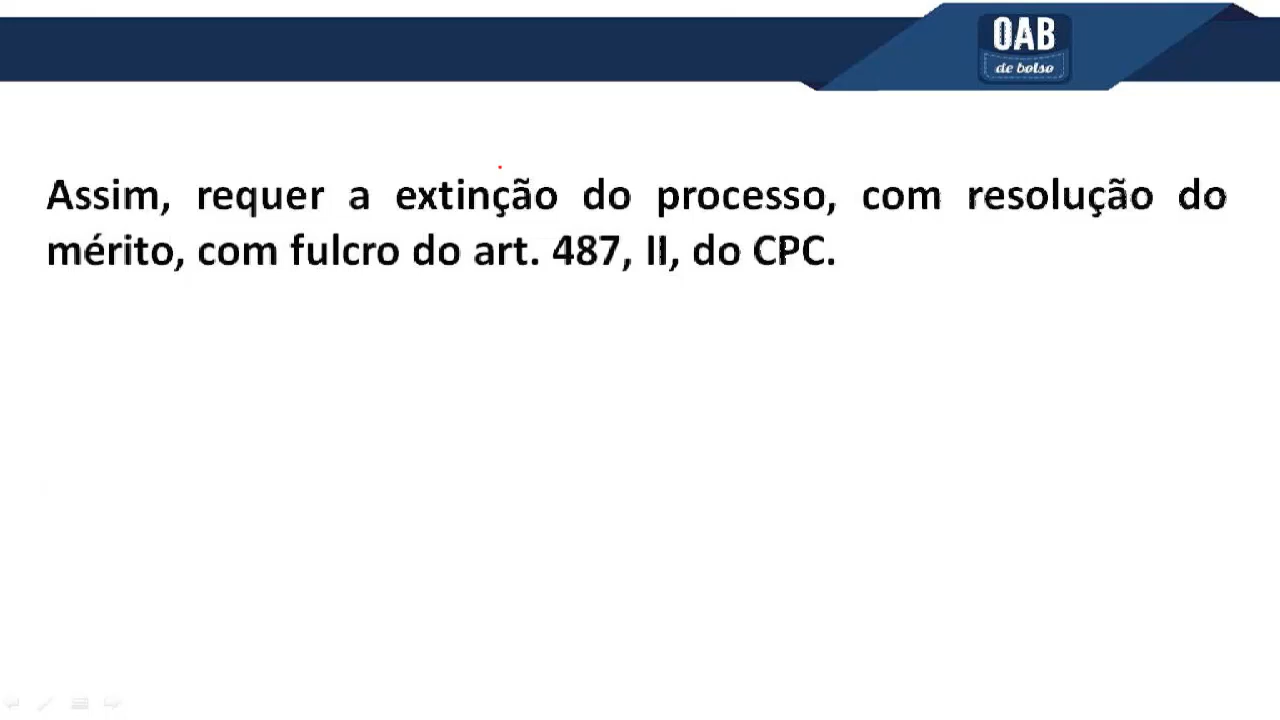 OAB
de bolso
Assim, requer a extinção do processo, com resolução do
mérito, com fulcro do art. 487, II, do CPC.